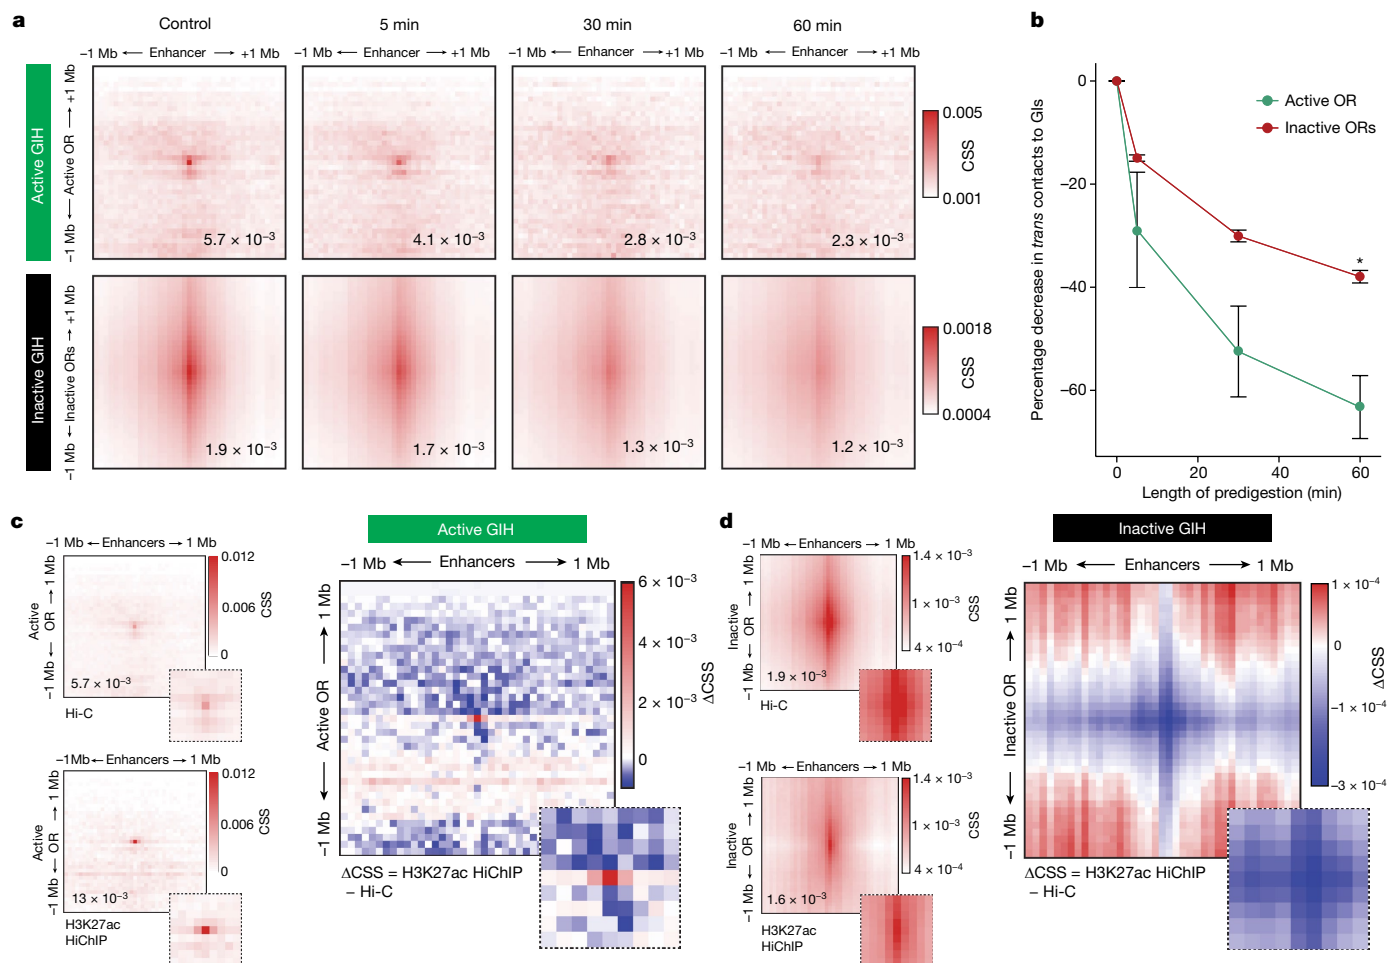 a
Control
5 min
30 min
60 min
−1 Mb ← Enhancer → +1 Mb
−1 Mb ← Enhancer → +1 Mb
−1 Mb ← Enhancer → +1 Mb
−1 Mb ← Enhancer → +1 Mb
Active GIH
−1 Mb ← Active OR → +1 Mb
5.7 × 10−3
4.1 × 10−3
2.8 × 10−3
2.3 × 10−3
0.005
CSS
0.001
Inactive GIH
−1 Mb ← Inactive ORs → +1 Mb
1.9 × 10−3
1.7 × 10−3
1.3 × 10−3
1.2 × 10−3
0.0018
CSS
0.0004
b
Percentage decrease in trans contacts to GIs
0
−20
−40
−60
Active OR
Inactive ORs
*
0
20
40
60
Length of predigestion (min)
c
−1 Mb ← Enhancers → 1 Mb
−1 Mb ← OR → 1 Mb
Active
5.7 × 10−3
Hi-C
0.012
0.006
0
CSS
−1Mb ← Enhancers → 1 Mb
−1 Mb ← OR → 1 Mb
Active
13 × 10−3
H3K27ac
HiChIP
0.012
0.006
0
CSS
Active GIH
−1 Mb ← Enhancers → 1 Mb
−1 Mb ← Active OR → 1 Mb
6 × 10−3
4 × 10−3
2 × 10−3
0
ΔCSS
ΔCSS = H3K27ac HiChIP
– Hi-C
d
−1 Mb ← Enhancers → 1 Mb
−1 Mb ← OR → 1 Mb
Inactive
1.9 × 10−3
Hi-C
1.4 × 10−3
1 × 10−3
4 × 10−4
CSS
−1 Mb ← Enhancers → 1 Mb
−1 Mb ← OR → 1 Mb
Inactive
1.6 × 10−3
H3K27ac
HiChIP
1.4 × 10−3
1 × 10−3
4 × 10−4
CSS
Inactive GIH
−1 Mb ← Enhancers → 1 Mb
−1 Mb ← Inactive OR → 1 Mb
1 × 10−4
0
−1 × 10−4
−3 × 10−4
ΔCSS
ΔCSS = H3K27ac HiChIP
– Hi-C